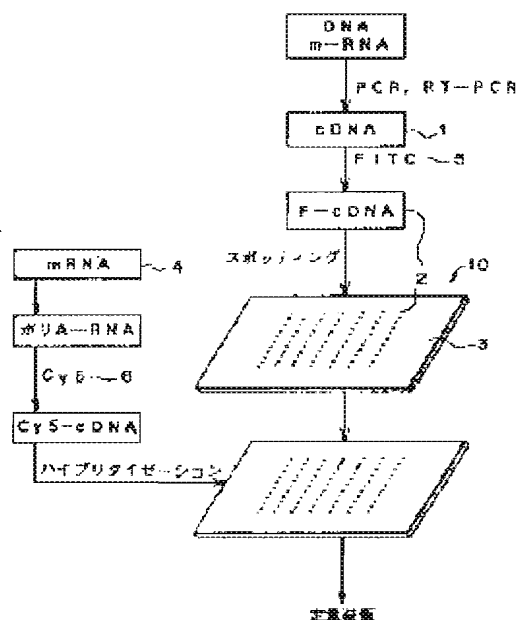 DNA
m-RNA
PCR, RT-PCR
cDNA
1
FITC
5
F-cDNA
スポッティング
2
10
3
mRNA
4
ポリA-RNA
Cy5
6
Cy5-cDNA
ハイブリタイゼーション